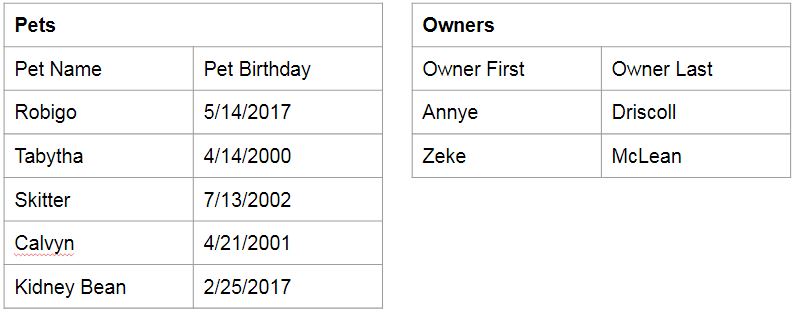 Pets
Pet Name Pet Birthday
Robigo 5/14/2017
Tabytha 4/14/2000
Skitter 7/13/2002
Calvyn 4/21/2001
Kidney Bean 2/25/2017
Owners
Owner First Owner Last
Annye Driscoll
Zeke McLean